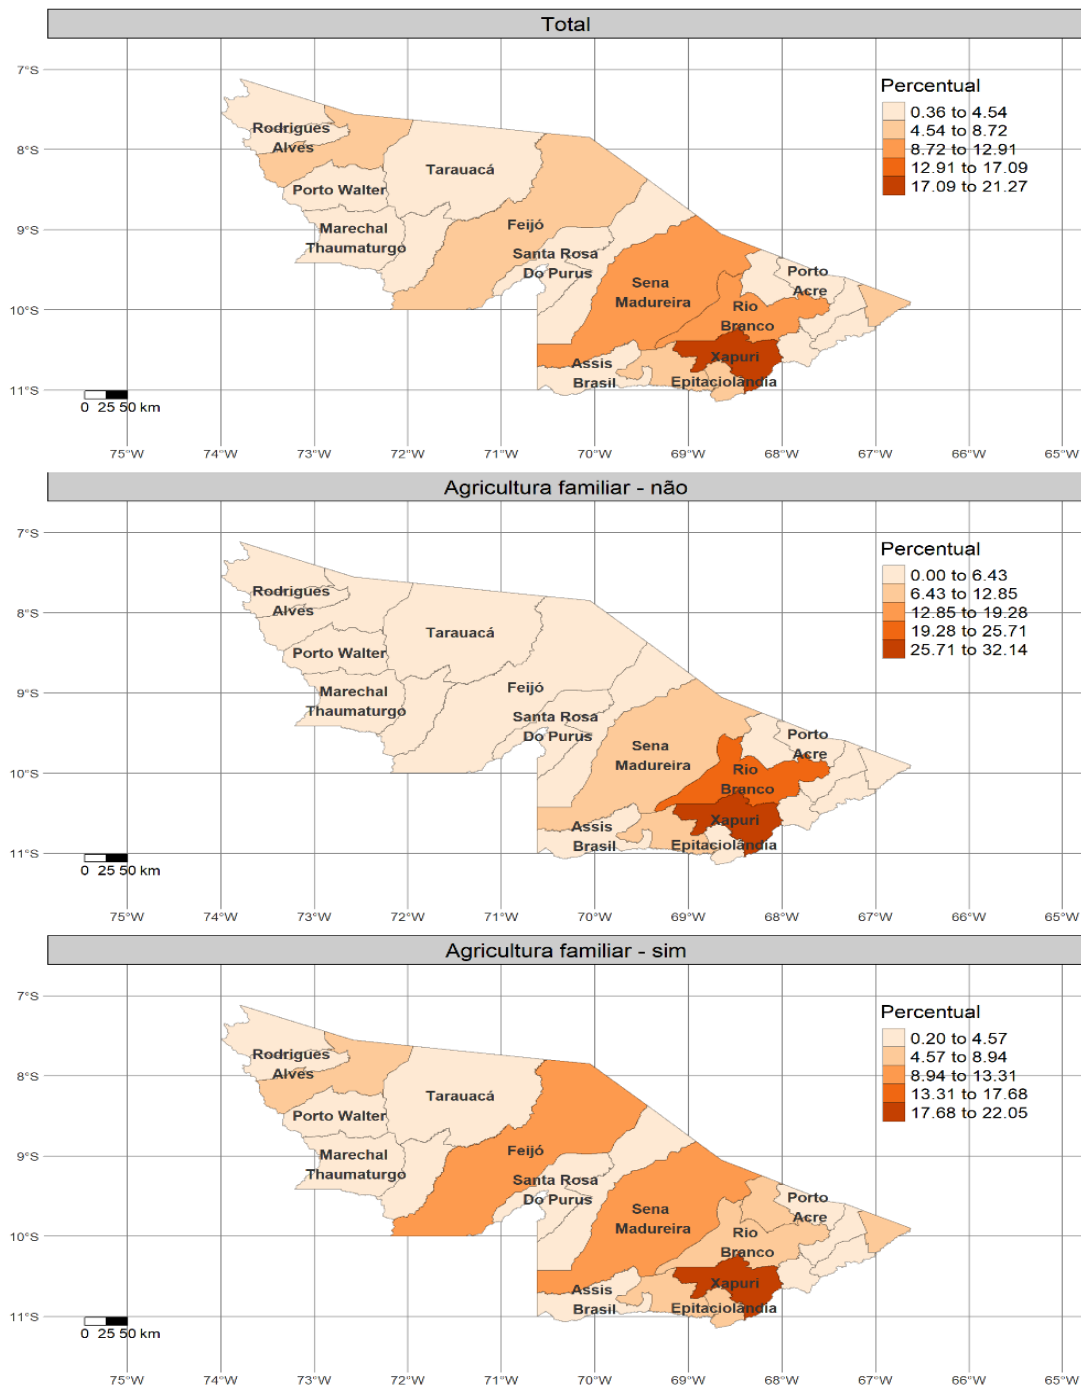 Total
7°S
8°S
9°S
10°S
11°S
Percentual
0.36 to 4.54
4.54 to 8.72
8.72 to 12.91
12.91 to 17.09
17.09 to 21.27
Rodrigues
Alves
Tarauacá
Porto Walter
Marechal
Thaumaturgo
Feijó
Santa Rosa
Do Purus
Sena
Madureira
Porto
Acre
Rio
Branco
Xapuri
Assis
Brasil
Epitaciolândia
0 25 50 km
75°W 74°W 73°W 72°W 71°W 70°W 69°W 68°W 67°W 66°W 65°W
Agricultura familiar - não
7°S
8°S
9°S
10°S
11°S
Percentual
0.00 to 6.43
6.43 to 12.85
12.85 to 19.28
19.28 to 25.71
25.71 to 32.14
Rodrigues
Alves
Tarauacá
Porto Walter
Marechal
Thaumaturgo
Feijó
Santa Rosa
Do Purus
Sena
Madureira
Porto
Acre
Rio
Branco
Xapuri
Assis
Brasil
Epitaciolândia
0 25 50 km
75°W 74°W 73°W 72°W 71°W 70°W 69°W 68°W 67°W 66°W 65°W
Agricultura familiar - sim
7°S
8°S
9°S
10°S
11°S
Percentual
0.20 to 4.57
4.57 to 8.94
8.94 to 13.31
13.31 to 17.68
17.68 to 22.05
Rodrigues
Alves
Tarauacá
Porto Walter
Marechal
Thaumaturgo
Feijó
Santa Rosa
Do Purus
Sena
Madureira
Porto
Acre
Rio
Branco
Xapuri
Assis
Brasil
Epitaciolândia
0 25 50 km
75°W 74°W 73°W 72°W 71°W 70°W 69°W 68°W 67°W 66°W 65°W